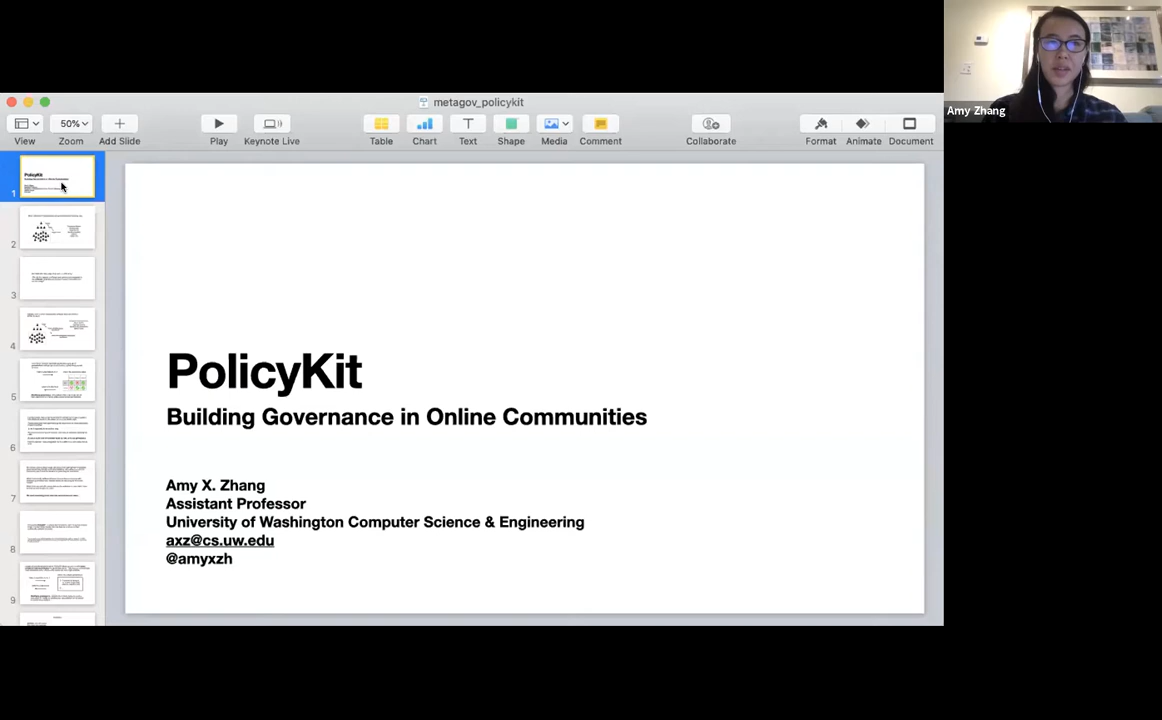 metagov_policykit
50%
View
Zoom
Add Slide
Play
Keynote Live
Table
Chart
Text
Shape
Media
Comment
Collaborate
Format
Animate
Document
Amy Zhang
1
PolicyKit
2
3
4
5
6
7
8
9
PolicyKit
Building Governance in Online Communities
Amy X. Zhang
Assistant Professor
University of Washington Computer Science & Engineering
axz@cs.uw.edu
@amyxzh